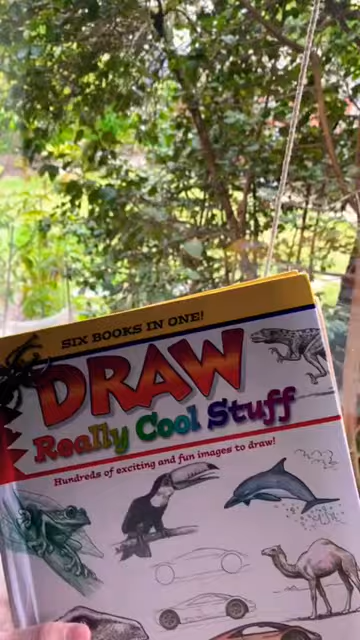 SIX BOOKS IN ONE!
DRAW
Really Cool Stuff
Hundreds of exciting and fun images to draw!